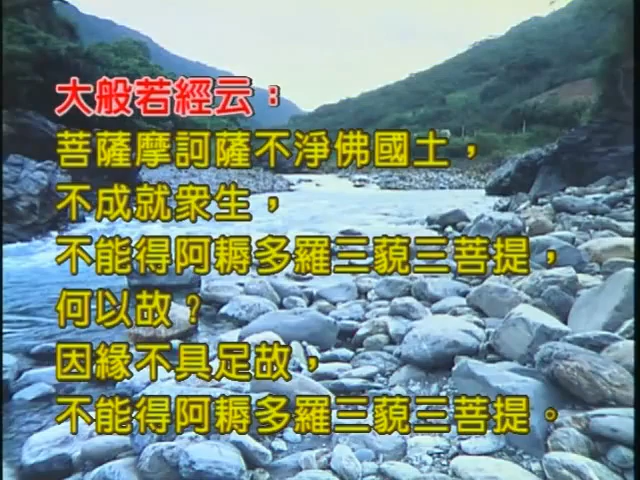 大般若經云：
菩薩摩訶薩不淨佛國土，
不成就衆生，
不能得阿耨多羅三藐三菩提，
何以故？
因緣不具足故，
不能得阿耨多羅三藐三菩提。